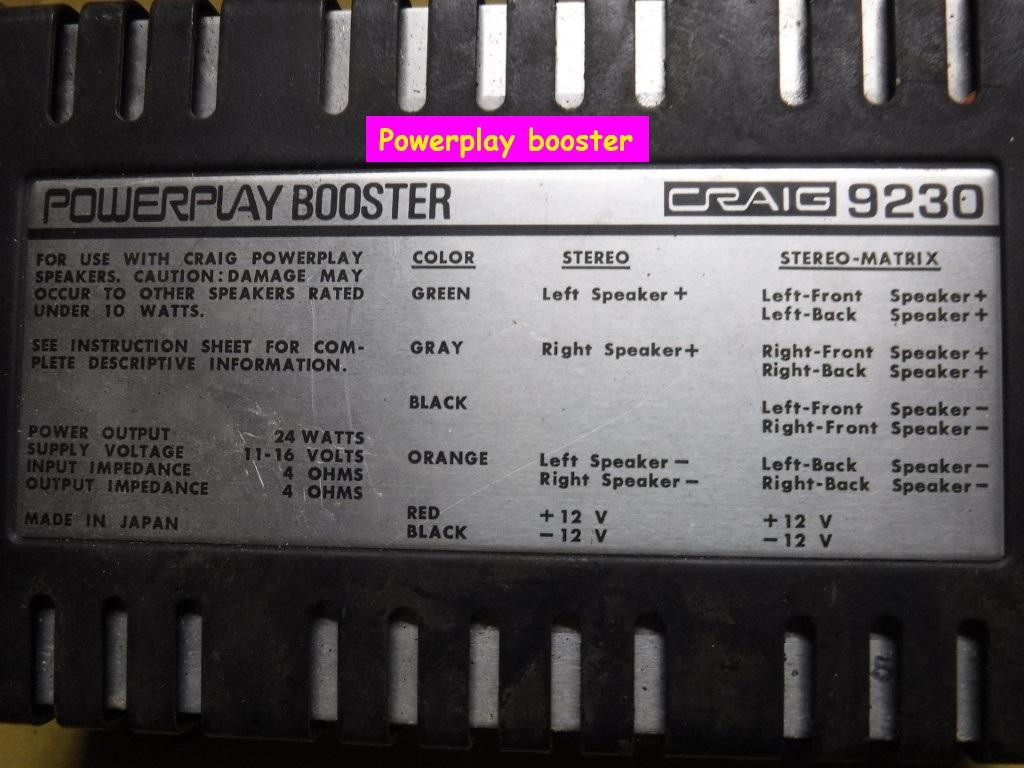 Powerplay booster
POWERPLAY BOOSTER CRAIG 9230
FOR USE WITH CRAIG POWERPLAY
SPEAKERS. CAUTION: DAMAGE MAY
OCCUR TO OTHER SPEAKERS RATED
UNDER 10 WATTS.
SEE INSTRUCTION SHEET FOR COM-
PLETE DESCRIPTIVE INFORMATION.
POWER OUTPUT 24 WATTS
SUPPLY VOLTAGE 11-16 VOLTS
INPUT IMPEDANCE 4 OHMS
OUTPUT IMPEDANCE 4 OHMS
MADE IN JAPAN
COLOR STEREO STEREO-MATRIX
GREEN Left Speaker + Left-Front Speaker +
Left-Back Speaker +
GRAY Right Speaker + Right-Front Speaker +
Right-Back Speaker +
BLACK Left-Front Speaker −
Right-Front Speaker −
ORANGE Left Speaker − Left-Back Speaker −
Right Speaker − Right-Back Speaker −
RED +12 V +12 V
BLACK −12 V −12 V